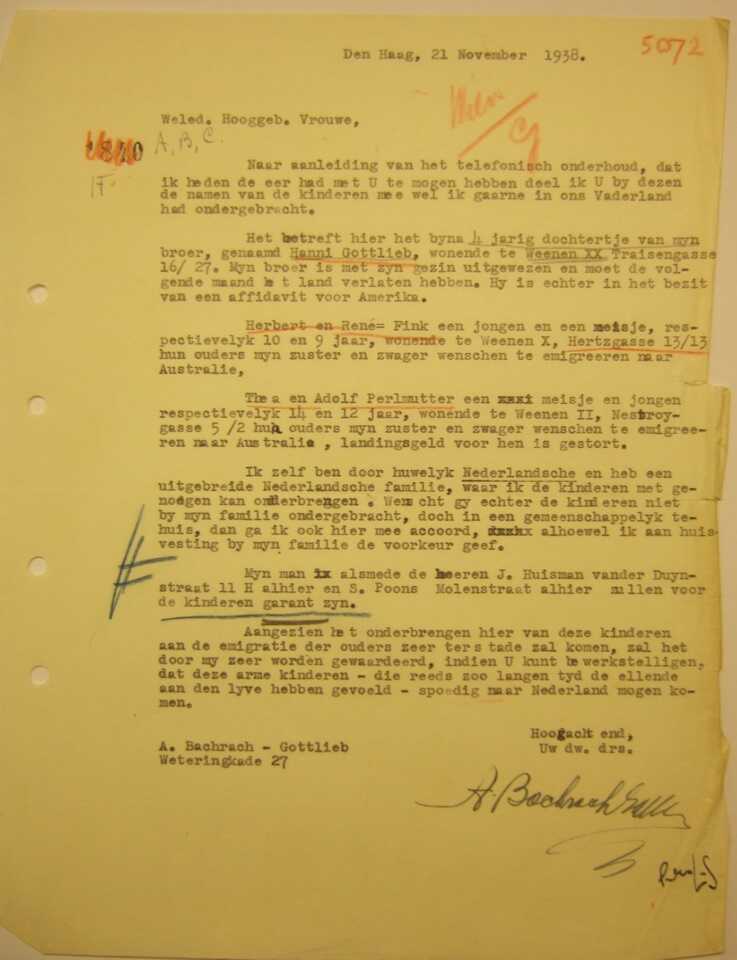 Den Haag, 21 November 1938.
5072
Weled. Hooggeb. Vrouwe,
A, B, C.
17.
Naar aanleiding van het telefonisch onderhoud, dat
ik heden de eer had met U te mogen hebben deel ik U by dezen
de namen van de kinderen mee wel ik gaarne in ons Vaderland
had ondergebracht.
Het betreft hier het byna 4 jarig dochtertje van myn
broer, genaamd Hanni Gottlieb, wonende te Weenen XX Traisengasse
16/ 27. Myn broer is met zyn gezin uitgewezen en moet de vol-
gende maand het land verlaten hebben. Hy is echter in het bezit
van een affidavit voor Amerika.
Herbert en René= Fink een jongen en een meisje, res-
pectievelyk 10 en 9 jaar, wonende te Weenen X, Hertzgasse 13/13
hun ouders myn zuster en zwager wenschen te emigreeren naar
Australie,
Thea en Adolf Perlmutter een xxxi meisje en jongen
respectievelyk 14 en 12 jaar, wonende te Weenen II, Nestroy-
gasse 5 /2 hun ouders myn zuster en zwager wenschen te emigree-
ren naar Australie , landingsgeld voor hen is gestort.
Ik zelf ben door huwelyk Nederlandsche en heb een
uitgebreide Nederlandsche familie, waar ik de kinderen met ge-
noegen kan onderbrengen . Wenscht gy echter de kinderen niet
by myn familie ondergebracht, doch in een gemeenschappelyk te-
huis, dan ga ik ook hier mee accoord, xxxhx alhoewel ik aan huis-
vesting by myn familie de voorkeur geef.
Myn man ix alsmede de heeren J. Huisman vander Duyn-
straat 11 H alhier en S. Poons Molenstraat alhier zullen voor
de kinderen garant zyn.
Aangezien het onderbrengen hier van deze kinderen
aan de emigratie der ouders zeer ter stade zal komen, zal het
door my zeer worden gewaardeerd, indien U kunt bewerkstelligen,
dat deze arme kinderen - die reeds zoo langen tyd de ellende
aan den lyve hebben gevoeld - spoedig naar Nederland mogen ko-
men.
Hoogachtend,
Uw dw. drs.
A. Bachrach - Gottlieb
Weteringkade 27
A. Bachrach